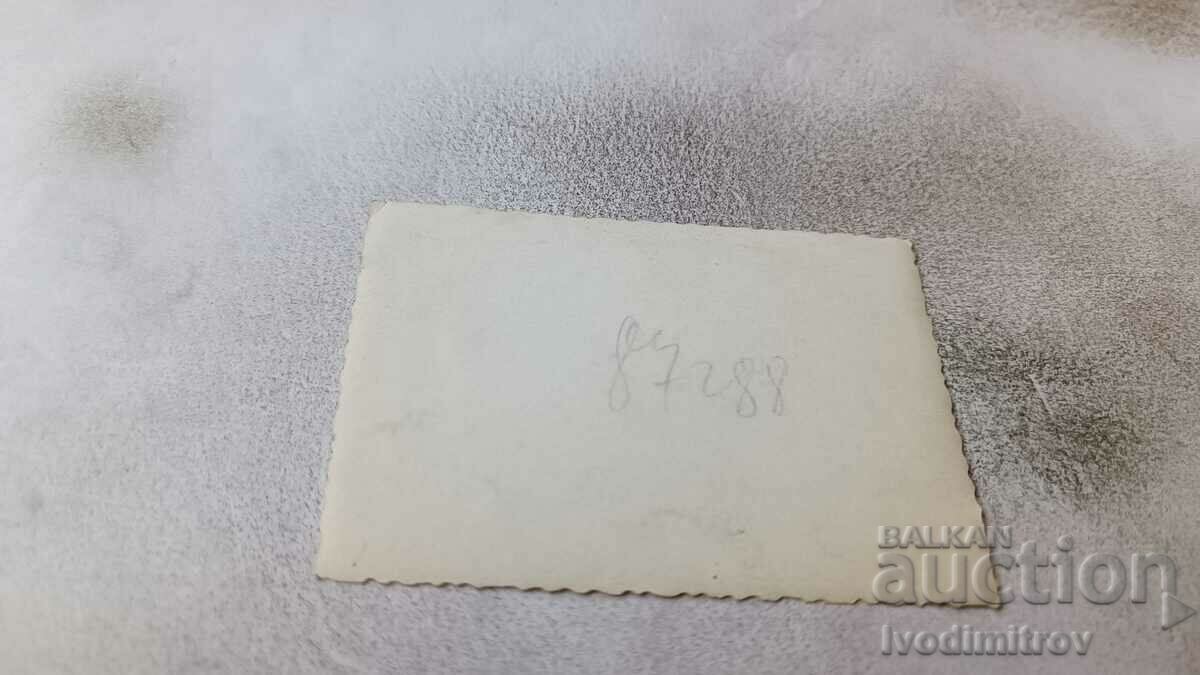 87288
BALKAN
auction
Ivodimitrov